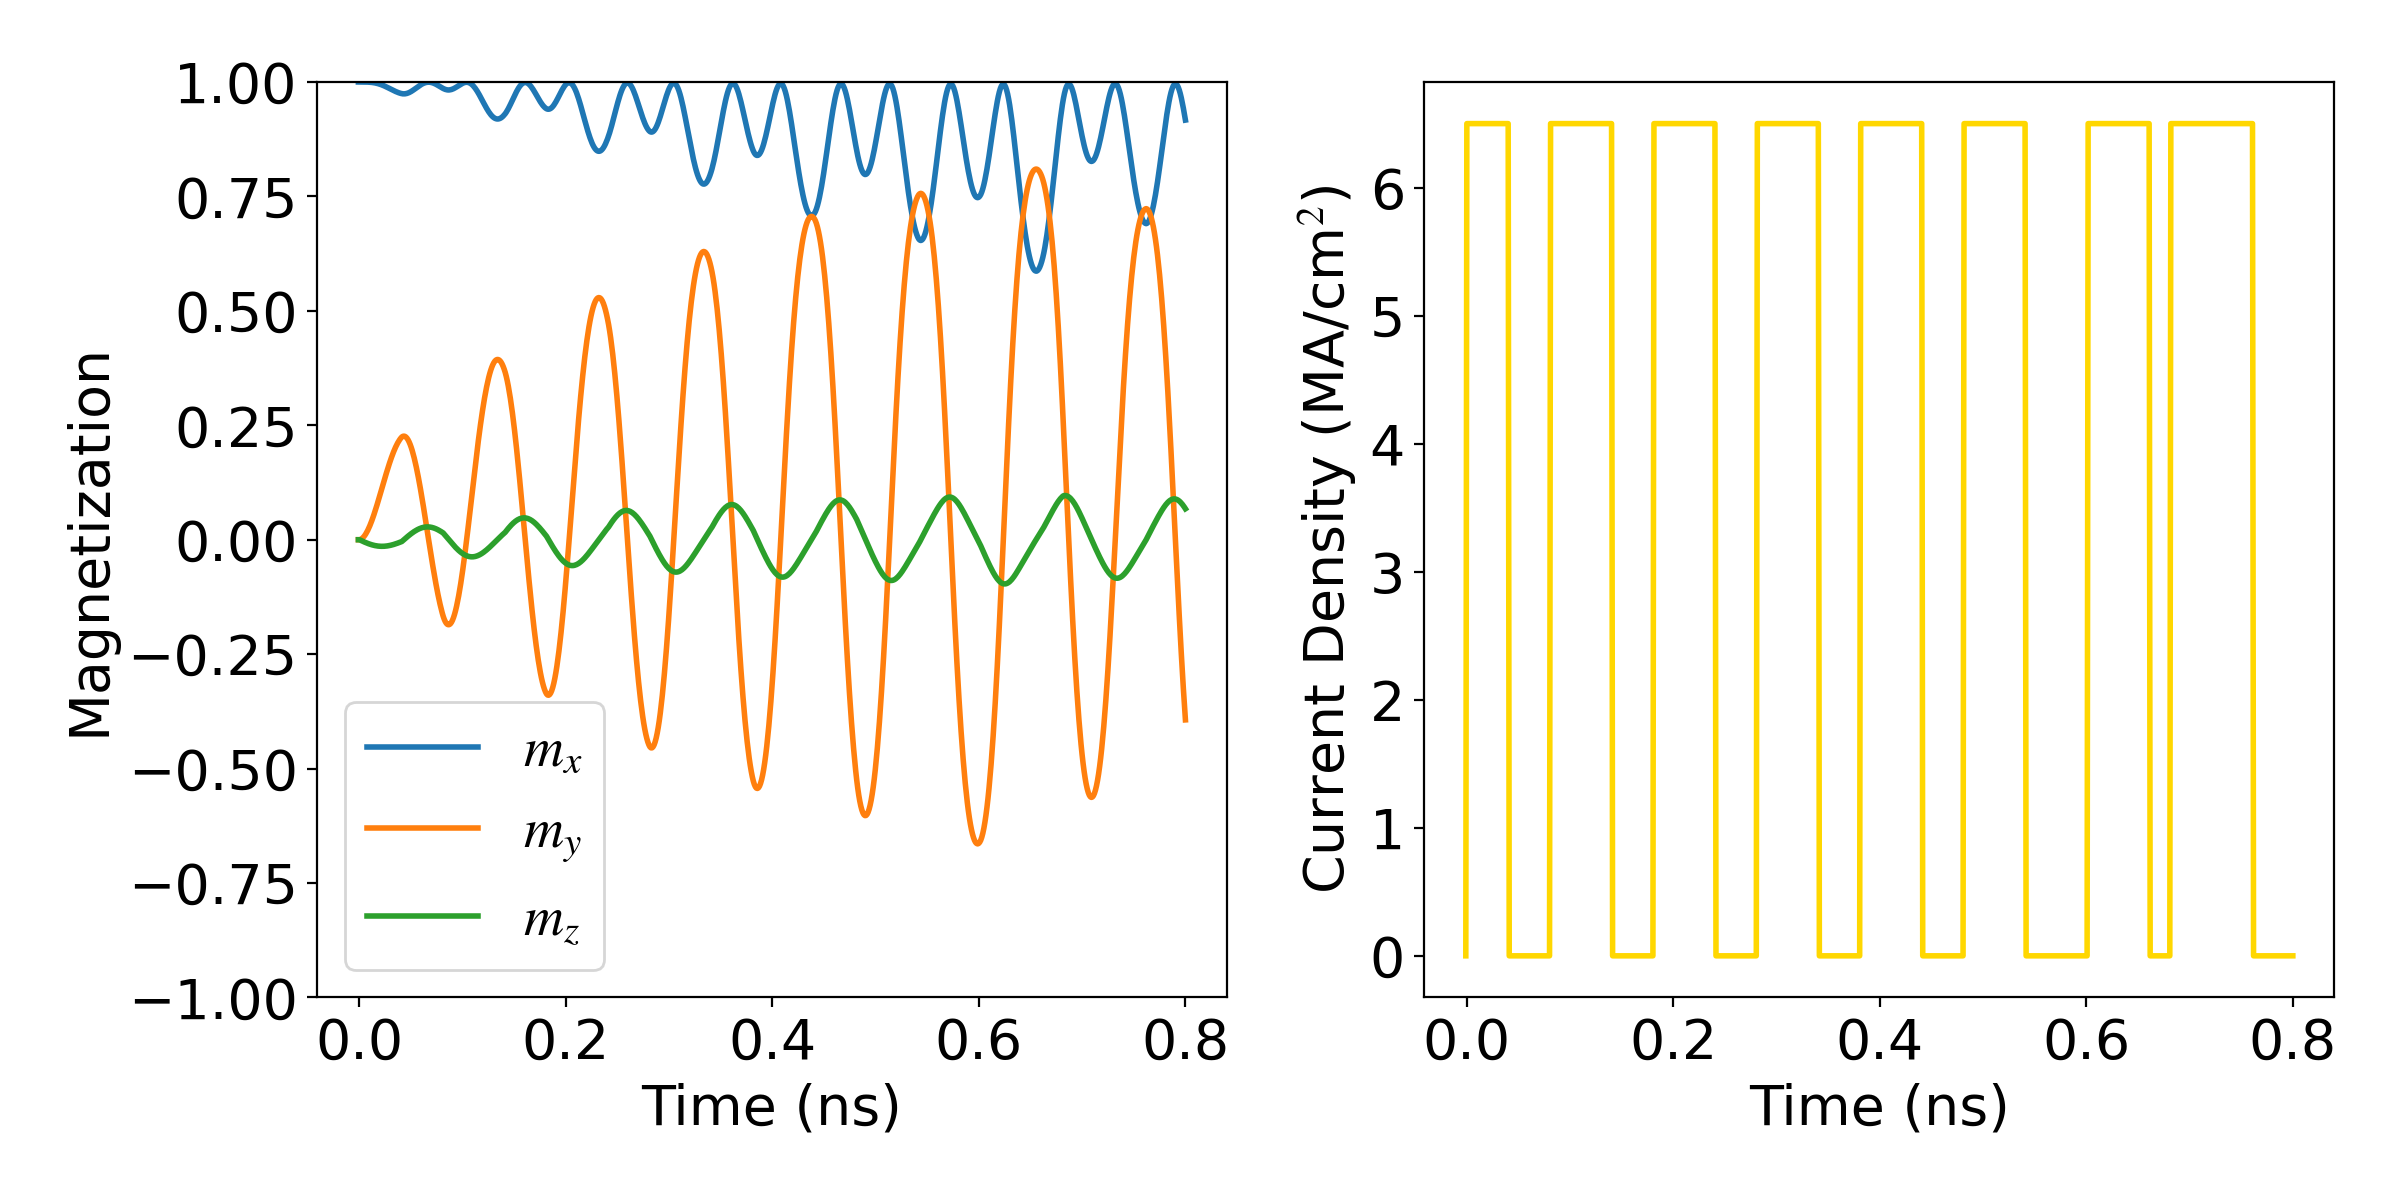 Magnetization
1.00
0.75
0.50
0.25
0.00
−0.25
−0.50
−0.75
−1.00
m_x
m_y
m_z
0.0 0.2 0.4 0.6 0.8
Time (ns)
Current Density (MA/cm²)
6
5
4
3
2
1
0
0.0 0.2 0.4 0.6 0.8
Time (ns)